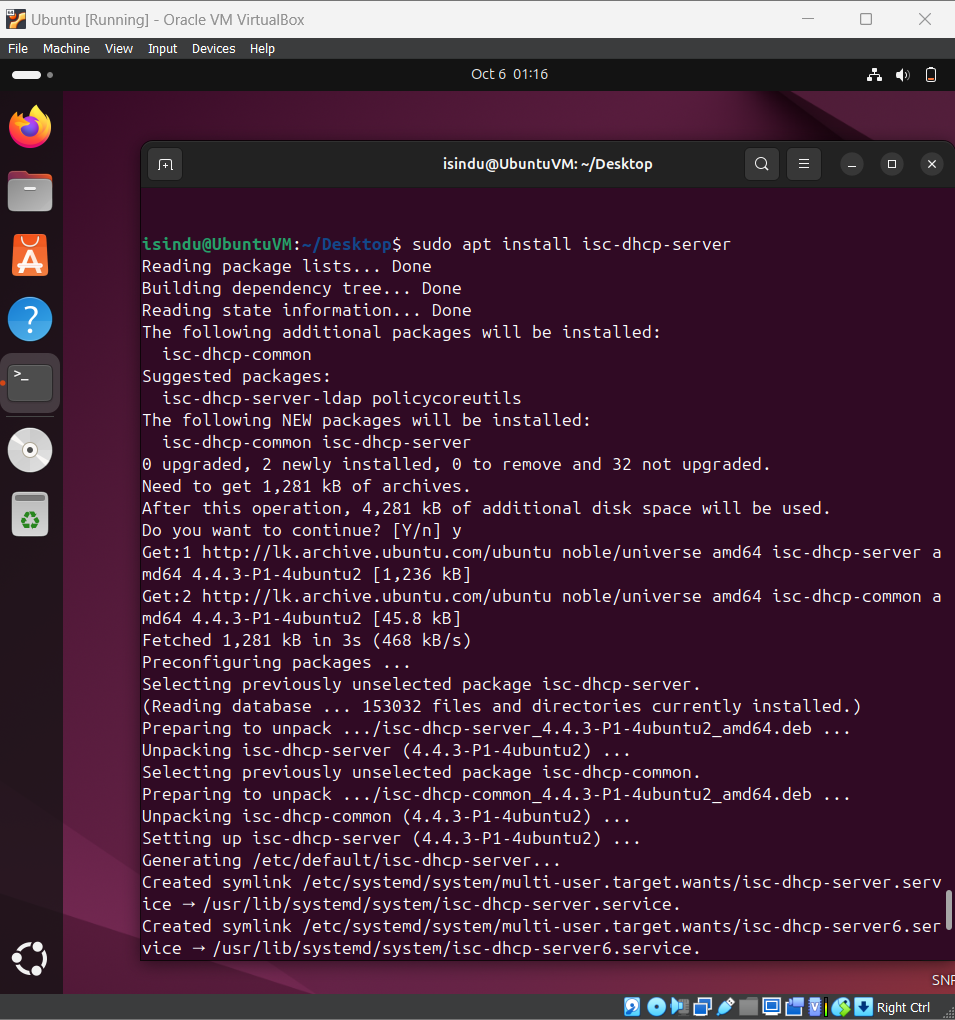 Ubuntu [Running] - Oracle VM VirtualBox
File Machine View Input Devices Help
Oct 6 01:16
isindu@UbuntuVM: ~/Desktop
isindu@UbuntuVM:~/Desktop$ sudo apt install isc-dhcp-server
Reading package lists... Done
Building dependency tree... Done
Reading state information... Done
The following additional packages will be installed:
  isc-dhcp-common
Suggested packages:
  isc-dhcp-server-ldap policycoreutils
The following NEW packages will be installed:
  isc-dhcp-common isc-dhcp-server
0 upgraded, 2 newly installed, 0 to remove and 32 not upgraded.
Need to get 1,281 kB of archives.
After this operation, 4,281 kB of additional disk space will be used.
Do you want to continue? [Y/n] y
Get:1 http://lk.archive.ubuntu.com/ubuntu noble/universe amd64 isc-dhcp-server a
md64 4.4.3-P1-4ubuntu2 [1,236 kB]
Get:2 http://lk.archive.ubuntu.com/ubuntu noble/universe amd64 isc-dhcp-common a
md64 4.4.3-P1-4ubuntu2 [45.8 kB]
Fetched 1,281 kB in 3s (468 kB/s)
Preconfiguring packages ...
Selecting previously unselected package isc-dhcp-server.
(Reading database ... 153032 files and directories currently installed.)
Preparing to unpack .../isc-dhcp-server_4.4.3-P1-4ubuntu2_amd64.deb ...
Unpacking isc-dhcp-server (4.4.3-P1-4ubuntu2) ...
Selecting previously unselected package isc-dhcp-common.
Preparing to unpack .../isc-dhcp-common_4.4.3-P1-4ubuntu2_amd64.deb ...
Unpacking isc-dhcp-common (4.4.3-P1-4ubuntu2) ...
Setting up isc-dhcp-server (4.4.3-P1-4ubuntu2) ...
Generating /etc/default/isc-dhcp-server...
Created symlink /etc/systemd/system/multi-user.target.wants/isc-dhcp-server.serv
ice → /usr/lib/systemd/system/isc-dhcp-server.service.
Created symlink /etc/systemd/system/multi-user.target.wants/isc-dhcp-server6.ser
vice → /usr/lib/systemd/system/isc-dhcp-server6.service.
Right Ctrl